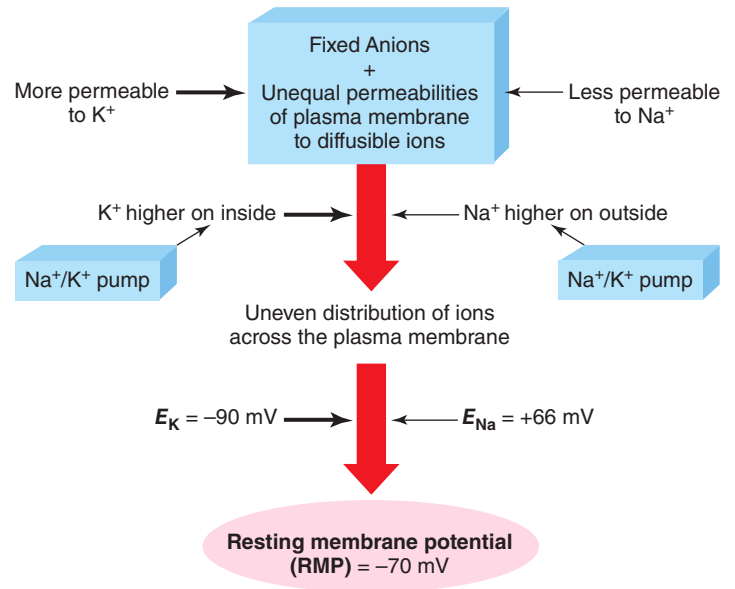 Fixed Anions
+
Unequal permeabilities
of plasma membrane
to diffusible ions
More permeable
to K⁺
Less permeable
to Na⁺
K⁺ higher on inside
Na⁺ higher on outside
Na⁺/K⁺ pump
Na⁺/K⁺ pump
Uneven distribution of ions
across the plasma membrane
E_K = –90 mV
E_Na = +66 mV
Resting membrane potential
(RMP) = –70 mV